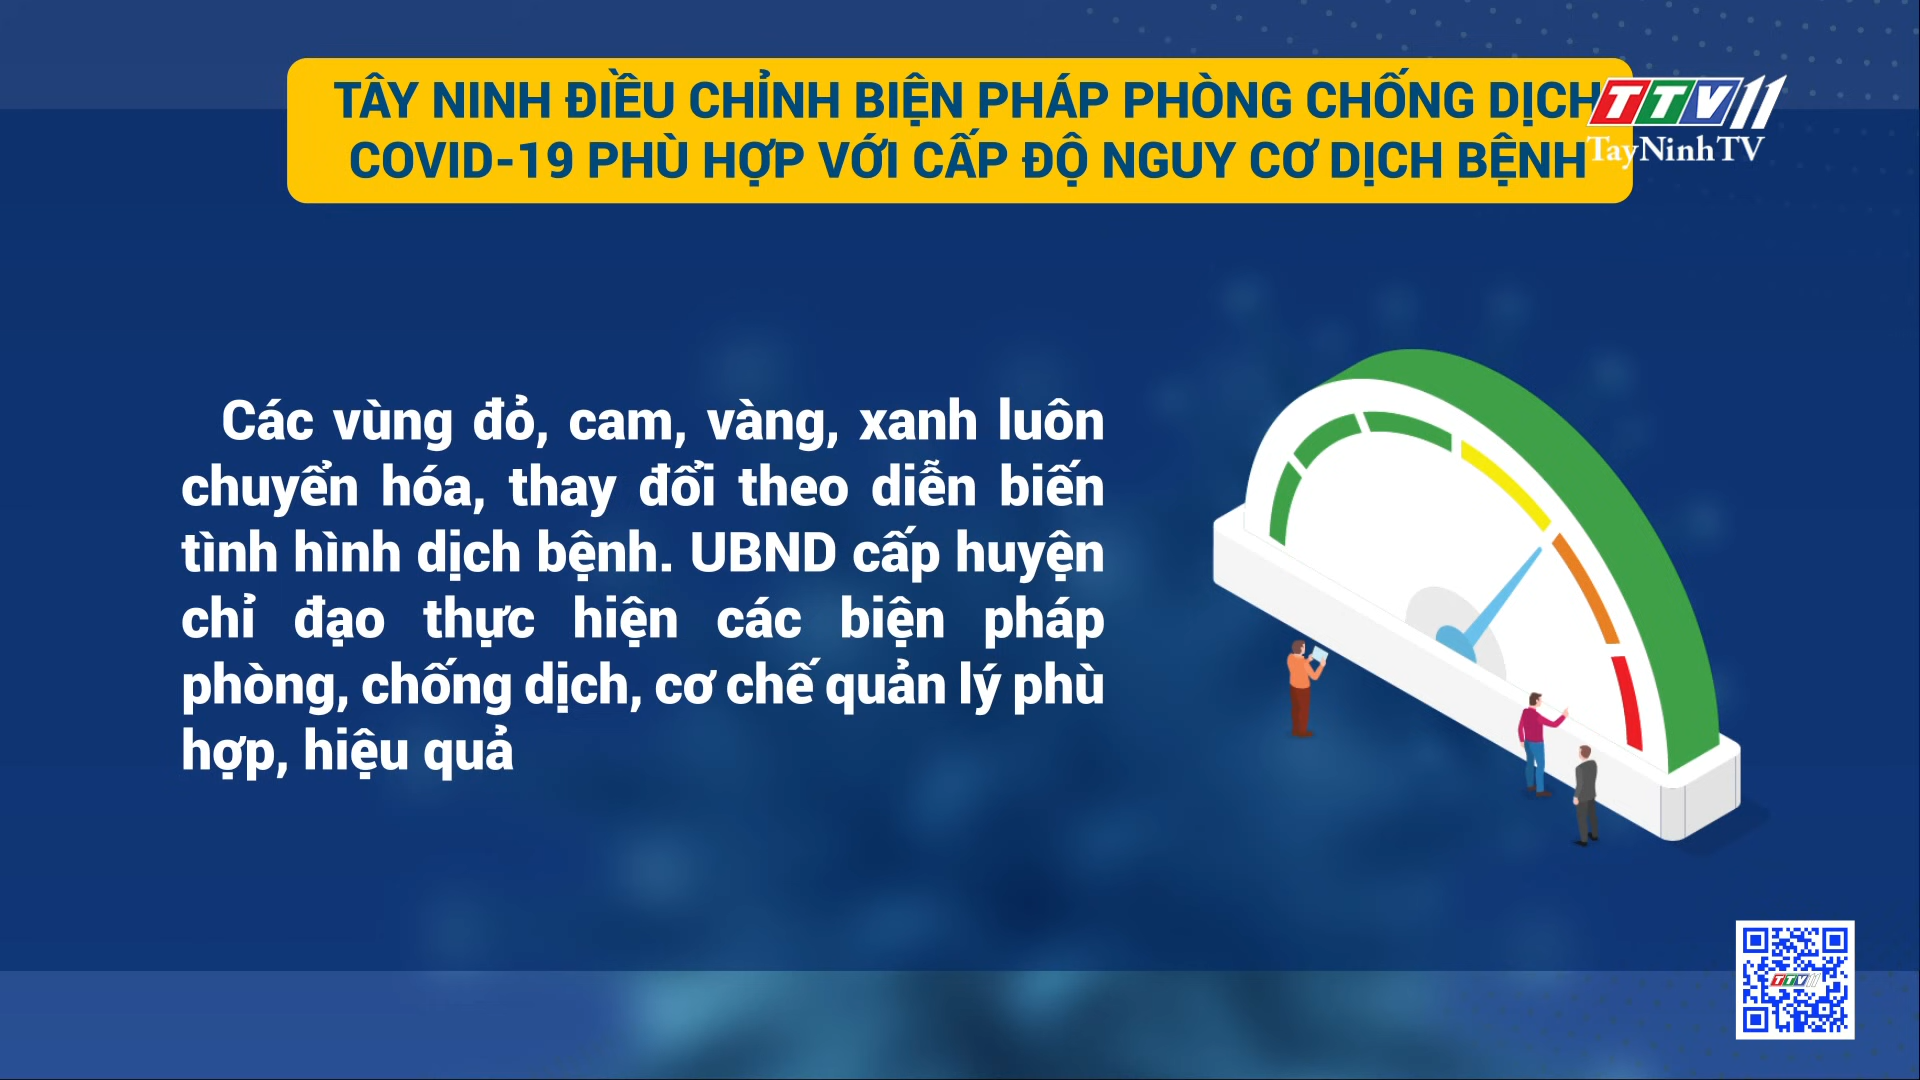 TÂY NINH ĐIỀU CHỈNH BIỆN PHÁP PHÒNG CHỐNG DỊCH
COVID-19 PHÙ HỢP VỚI CẤP ĐỘ NGUY CƠ DỊCH BỆNH
TTV11
TayNinhTV
Các vùng đỏ, cam, vàng, xanh luôn
chuyển hóa, thay đổi theo diễn biến
tình hình dịch bệnh. UBND cấp huyện
chỉ đạo thực hiện các biện pháp
phòng, chống dịch, cơ chế quản lý phù
hợp, hiệu quả
TTV11